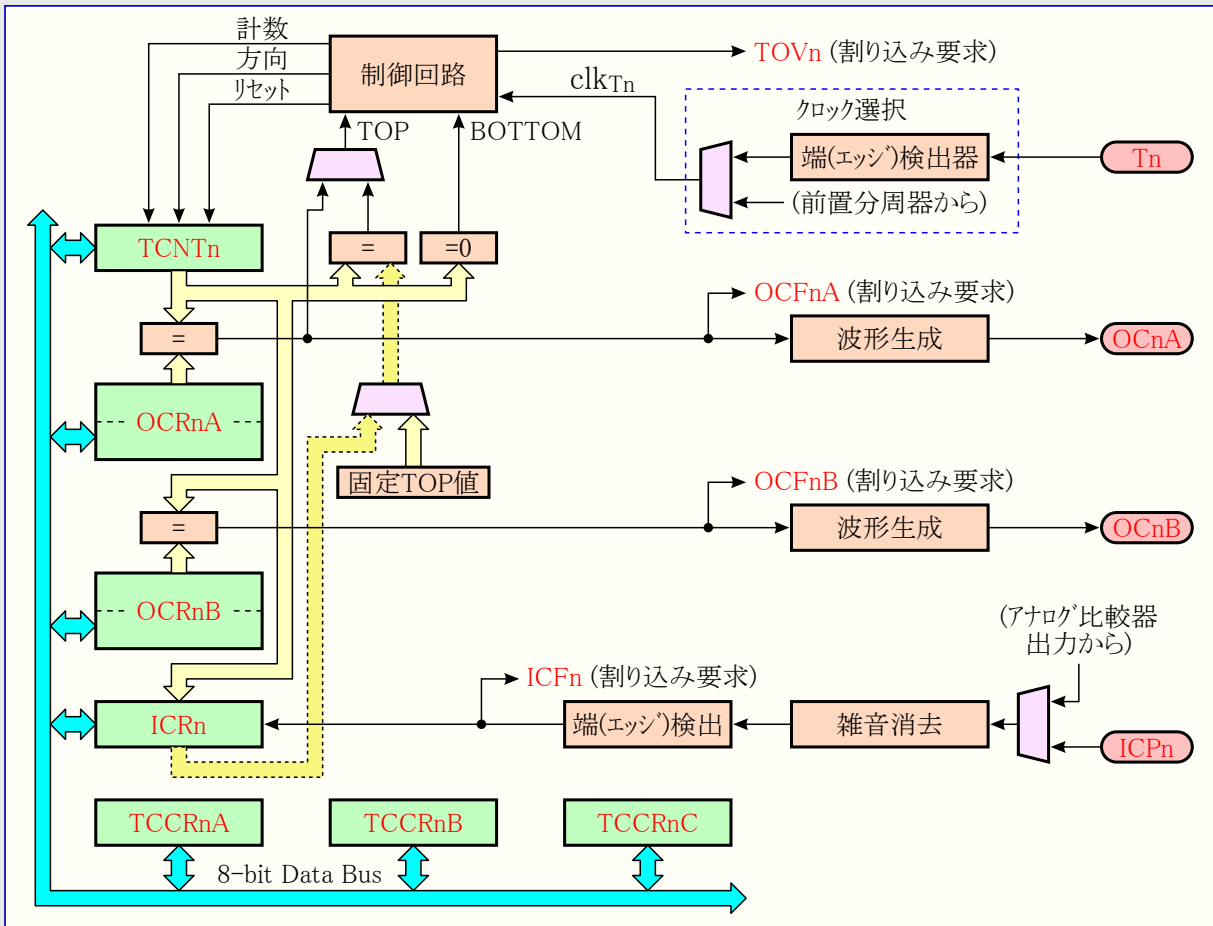 計数
方向
リセット
制御回路
TOVn (割り込み要求)
clkTn
TOP
BOTTOM
クロック選択
端(エッジ)検出器
Tn
(前置分周器から)
TCNTn
=
=0
OCFnA (割り込み要求)
=
波形生成
OCnA
OCRnA
固定TOP値
OCFnB (割り込み要求)
=
波形生成
OCnB
OCRnB
(アナログ比較器
出力から)
ICFn (割り込み要求)
ICRn
端(エッジ)検出
雑音消去
ICPn
TCCRnA
TCCRnB
TCCRnC
8-bit Data Bus